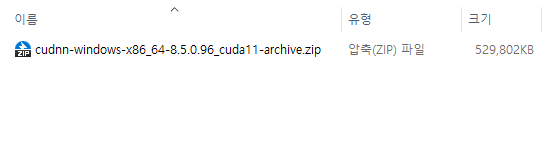 이름 유형 크기
ZIP cudnn-windows-x86_64-8.5.0.96_cuda11-archive.zip 압축(ZIP) 파일 529,802KB